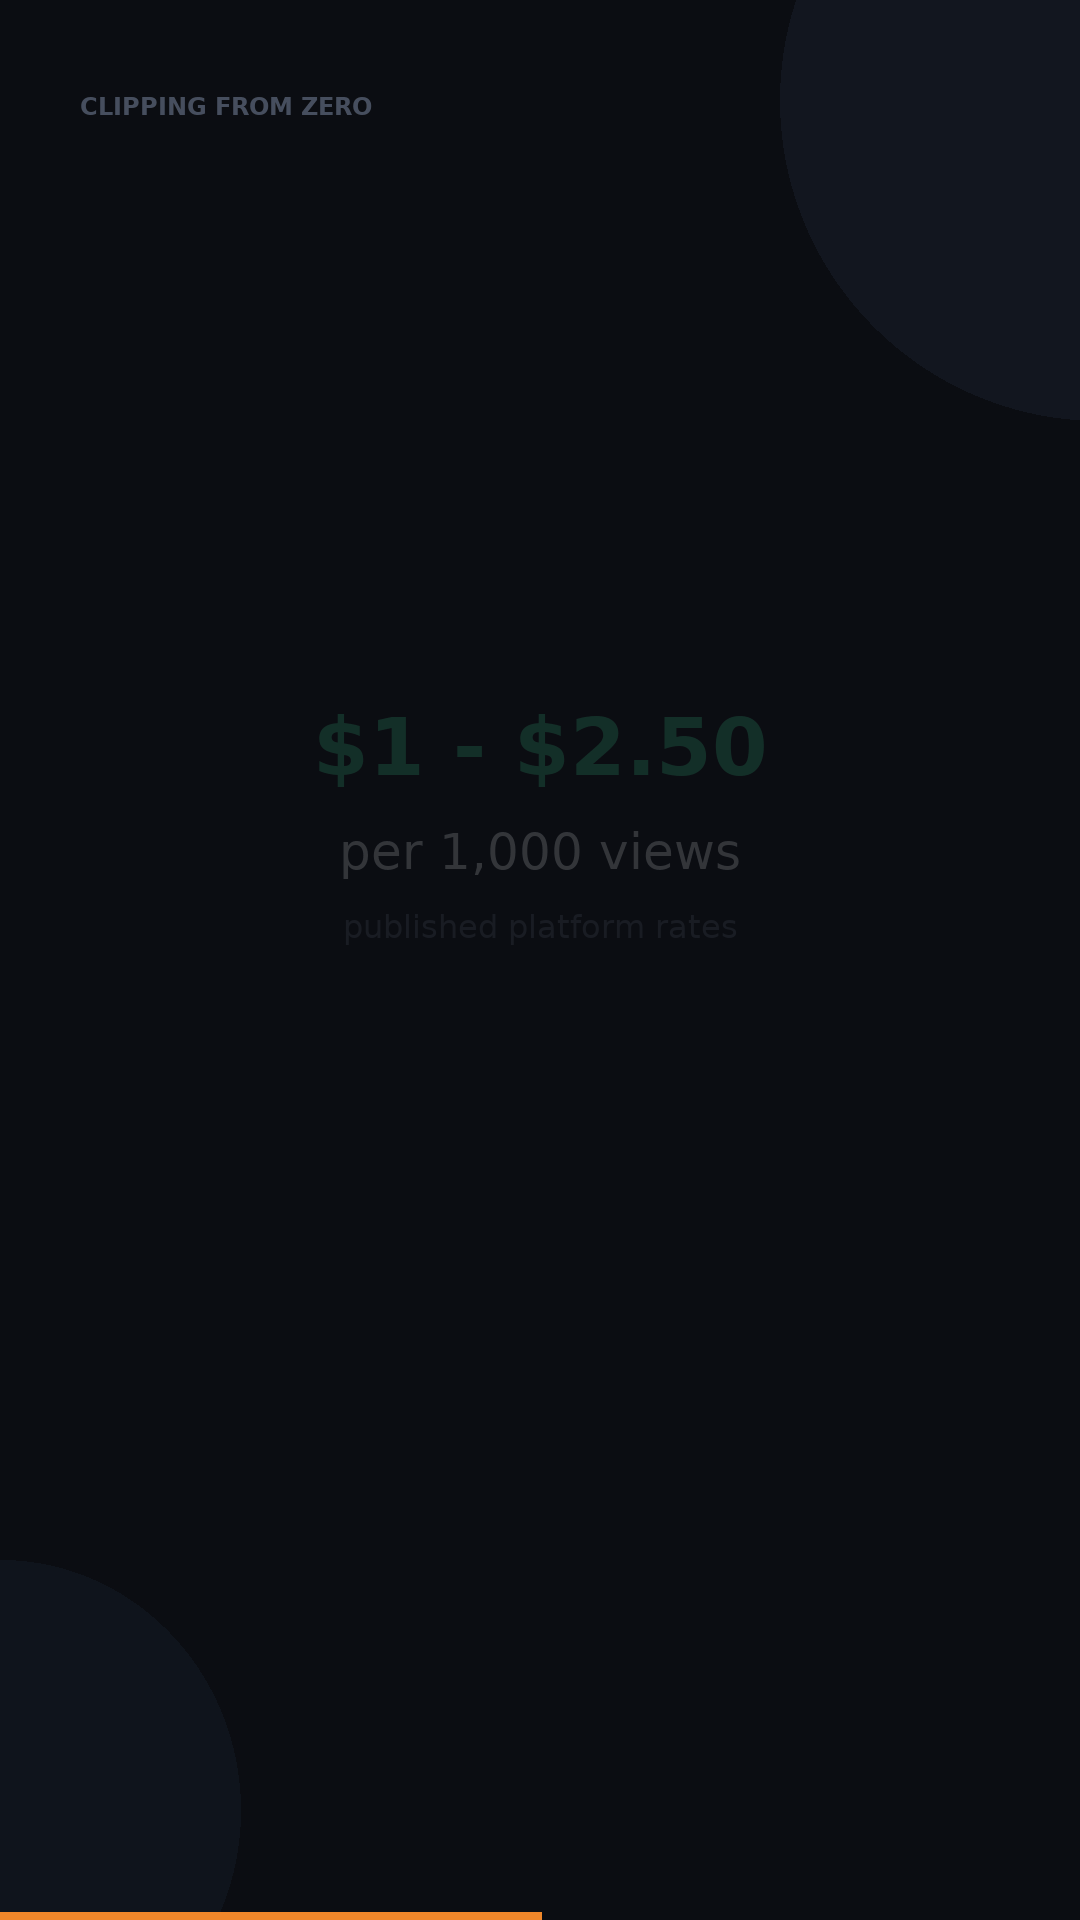 CLIPPING FROM ZERO
$1 - $2.50
per 1,000 views
published platform rates